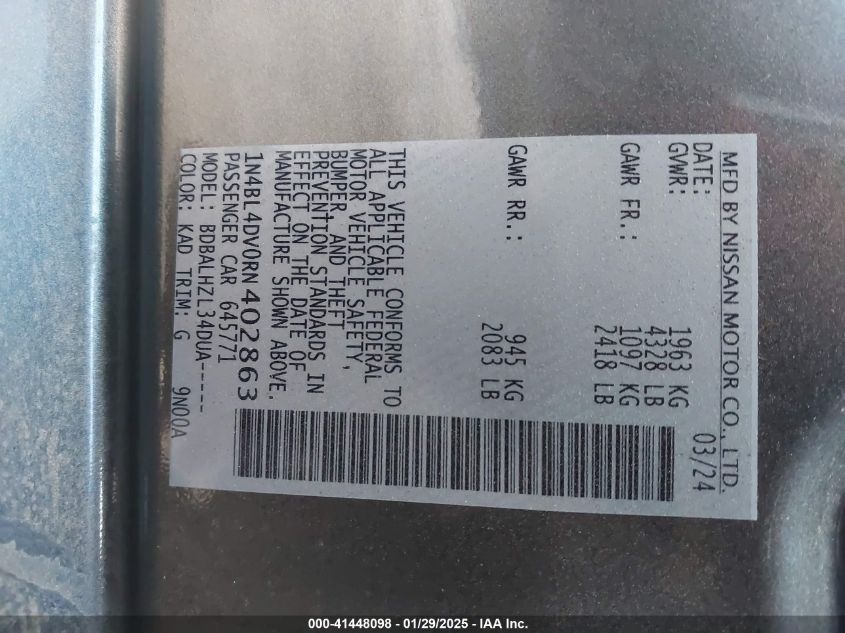 MFD BY NISSAN MOTOR CO., LTD.
DATE: 03/24
GVWR: 1963 KG
4328 LB
GAWR FR.: 1097 KG
2418 LB
GAWR RR.: 945 KG
2083 LB
THIS VEHICLE CONFORMS TO
ALL APPLICABLE FEDERAL
MOTOR VEHICLE SAFETY,
BUMPER, AND THEFT
PREVENTION STANDARDS IN
EFFECT ON THE DATE OF
MANUFACTURE SHOWN ABOVE.
1N4BL4DV0RN402863
PASSENGER CAR 645771
MODEL: BDBALHZL34DUA-----
COLOR: KAD TRIM: G 9N00A
000-41448098 - 01/29/2025 - IAA Inc.